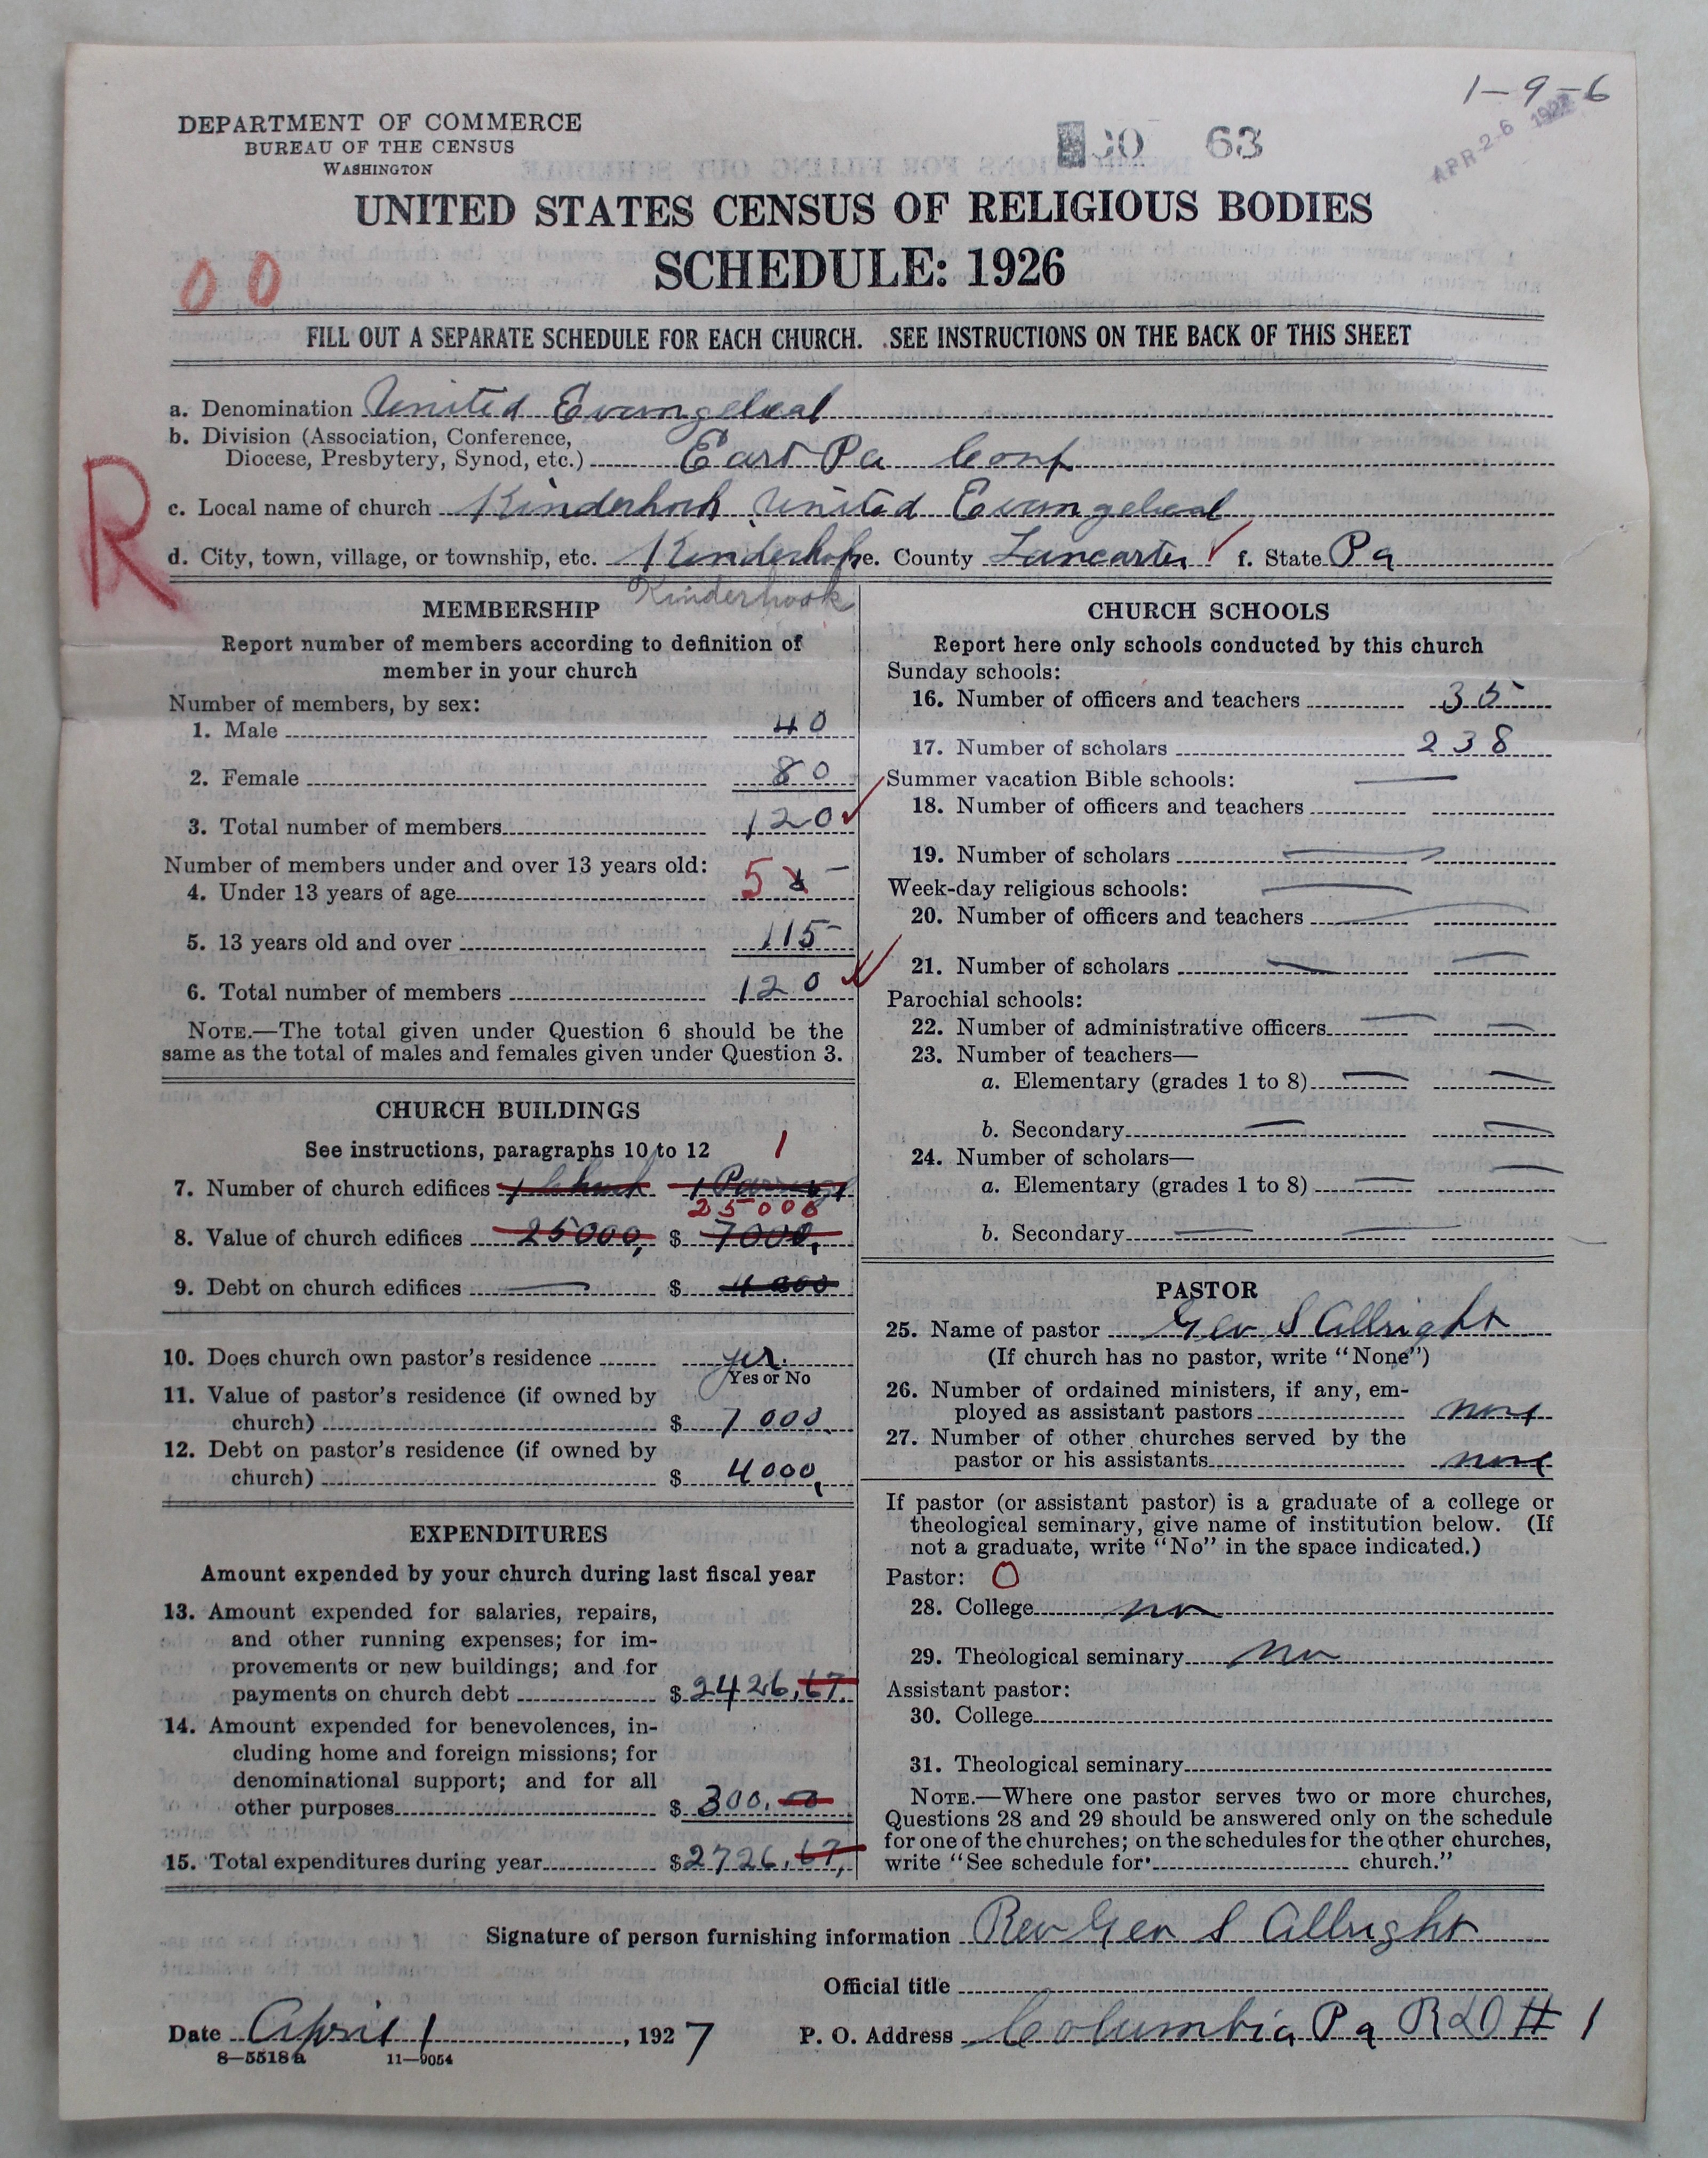 1-9-6
DEPARTMENT OF COMMERCE
BUREAU OF THE CENSUS
WASHINGTON
63
APR 26 1927
UNITED STATES CENSUS OF RELIGIOUS BODIES
SCHEDULE: 1926
0 0
FILL OUT A SEPARATE SCHEDULE FOR EACH CHURCH. SEE INSTRUCTIONS ON THE BACK OF THIS SHEET
a. Denomination United Evangelical
b. Division (Association, Conference,
Diocese, Presbytery, Synod, etc.) East Pa Conf
R
c. Local name of church Kinderhook United Evangelical
d. City, town, village, or township, etc. Kinderhook e. County Lancaster f. State Pa
Kinderhook
MEMBERSHIP
Report number of members according to definition of
member in your church
Number of members, by sex:
1. Male 40
2. Female 80
3. Total number of members 120
Number of members under and over 13 years old:
4. Under 13 years of age 5
5. 13 years old and over 115
6. Total number of members 120
NOTE.—The total given under Question 6 should be the
same as the total of males and females given under Question 3.
CHURCH BUILDINGS
See instructions, paragraphs 10 to 12
1
7. Number of church edifices 1 Church 1 Parsonage
25000
8. Value of church edifices 25000, $ 7000,
9. Debt on church edifices — $ 4000
10. Does church own pastor's residence yes.
Yes or No
11. Value of pastor's residence (if owned by
church) $ 7000.
12. Debt on pastor's residence (if owned by
church) $ 4000,
EXPENDITURES
Amount expended by your church during last fiscal year
13. Amount expended for salaries, repairs,
and other running expenses; for im-
provements or new buildings; and for
payments on church debt $ 2426.67.
14. Amount expended for benevolences, in-
cluding home and foreign missions; for
denominational support; and for all
other purposes $ 300.00
15. Total expenditures during year $ 2726.67,
CHURCH SCHOOLS
Report here only schools conducted by this church
Sunday schools:
16. Number of officers and teachers 35
17. Number of scholars 238
Summer vacation Bible schools: —
18. Number of officers and teachers
19. Number of scholars —
Week-day religious schools: —
20. Number of officers and teachers —
21. Number of scholars — —
Parochial schools:
22. Number of administrative officers — —
23. Number of teachers—
a. Elementary (grades 1 to 8) — —
b. Secondary — —
24. Number of scholars—
a. Elementary (grades 1 to 8) — —
b. Secondary — —
PASTOR
25. Name of pastor Geo S Allright
(If church has no pastor, write "None")
26. Number of ordained ministers, if any, em-
ployed as assistant pastors none
27. Number of other churches served by the
pastor or his assistants none
If pastor (or assistant pastor) is a graduate of a college or
theological seminary, give name of institution below. (If
not a graduate, write "No" in the space indicated.)
Pastor: 0
28. College no
29. Theological seminary no
Assistant pastor:
30. College
31. Theological seminary
NOTE.—Where one pastor serves two or more churches,
Questions 28 and 29 should be answered only on the schedule
for one of the churches; on the schedules for the other churches,
write "See schedule for church."
Signature of person furnishing information Rev Geo S Allright
Official title
Date April 1, 1927 P. O. Address Columbia Pa RD # 1
8—5518a 11—9054